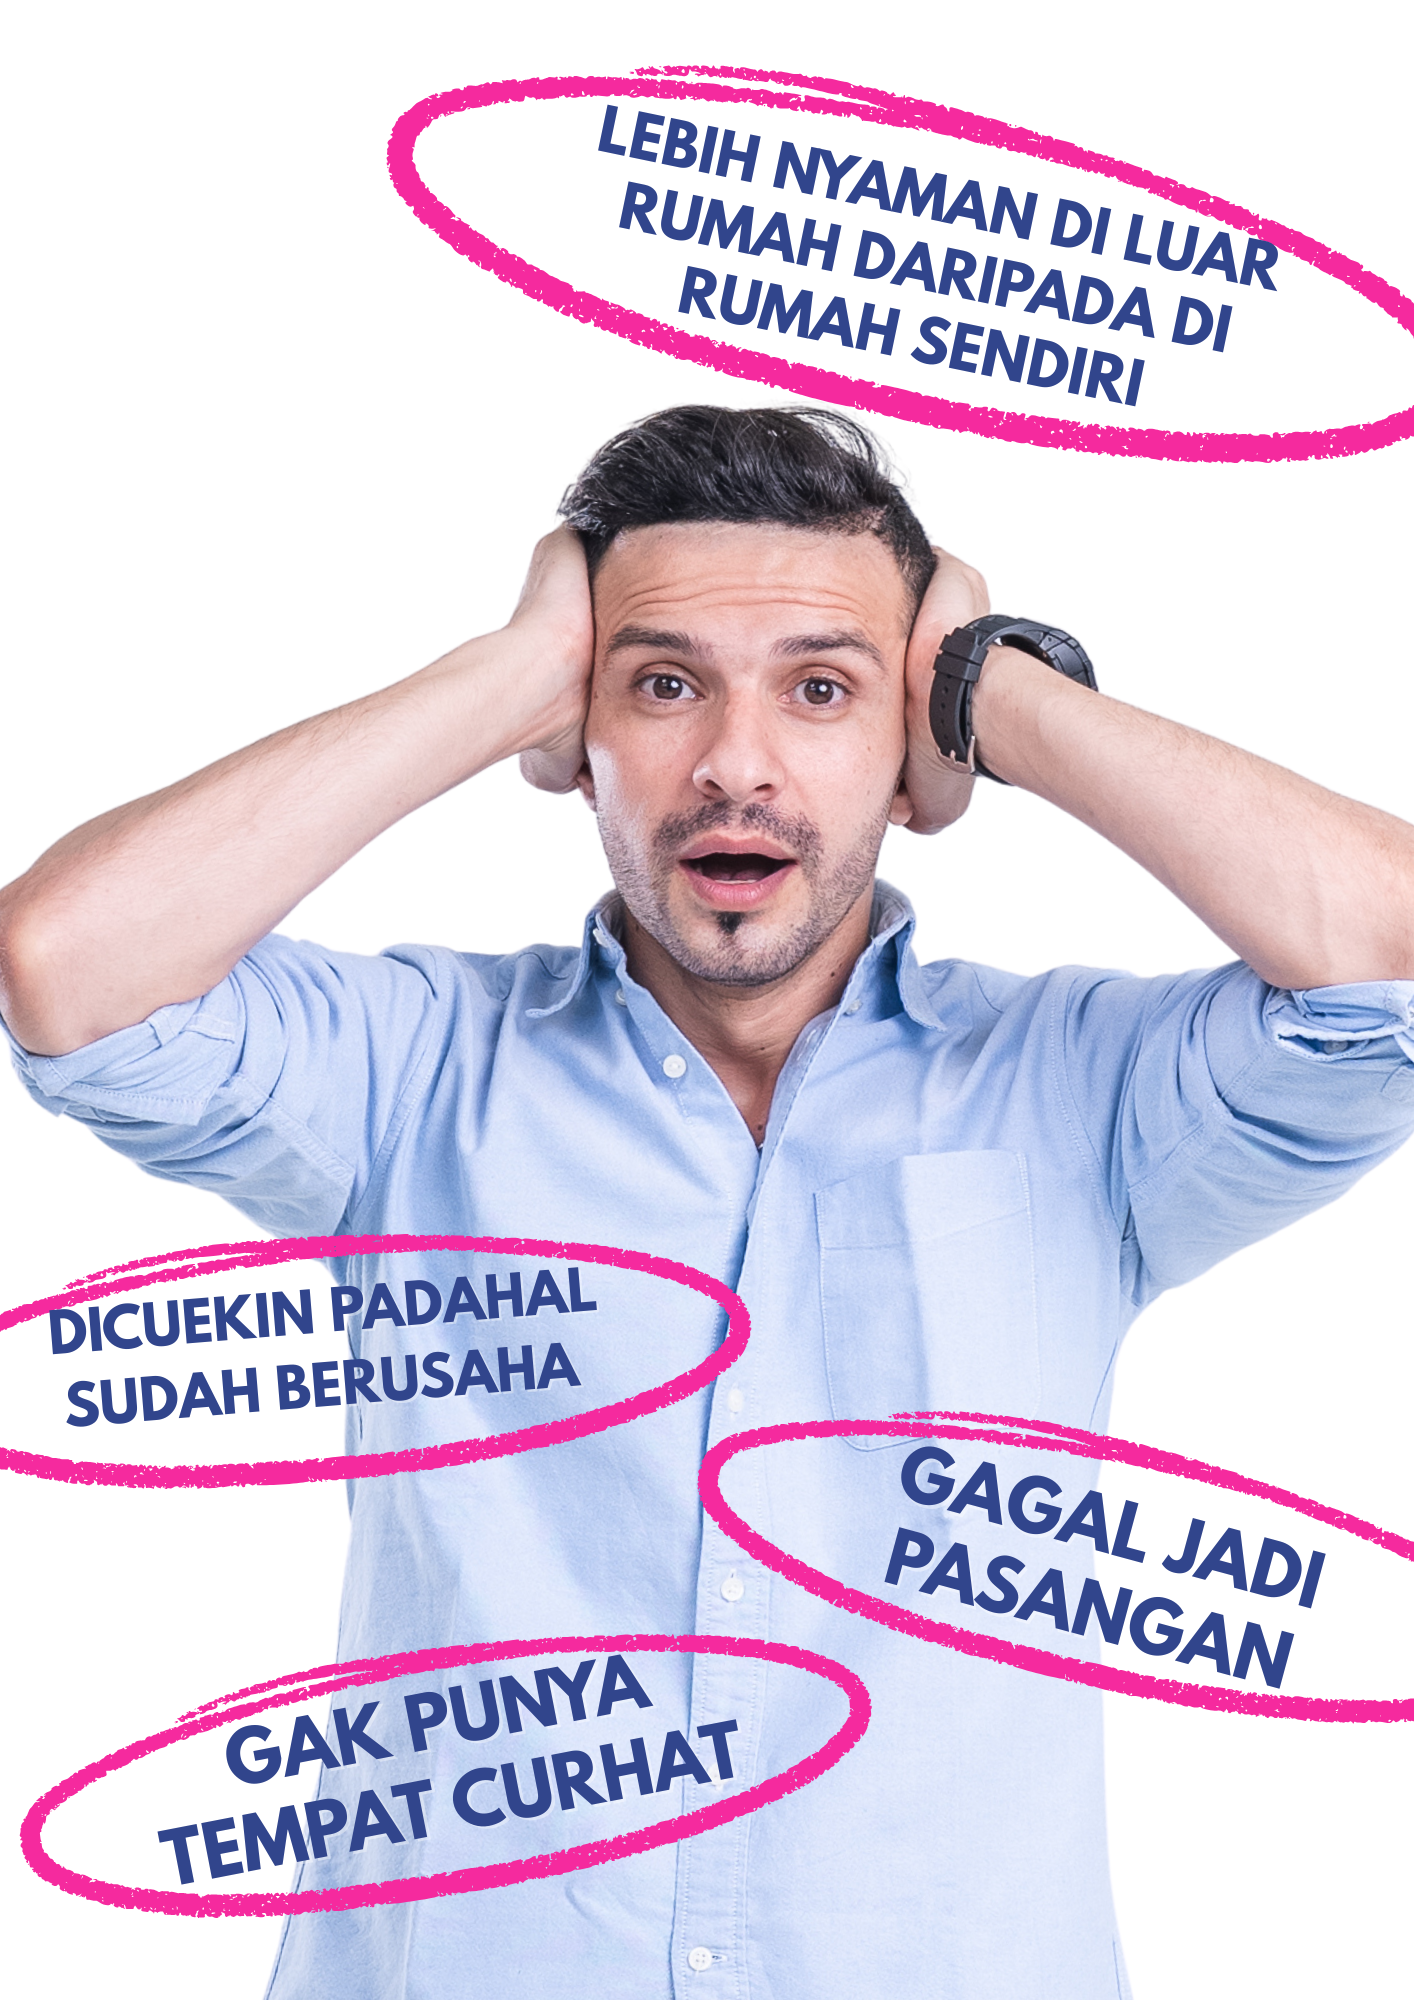 LEBIH NYAMAN DI LUAR
RUMAH DARIPADA DI
RUMAH SENDIRI
DICUEKIN PADAHAL
SUDAH BERUSAHA
GAGAL JADI
PASANGAN
GAK PUNYA
TEMPAT CURHAT